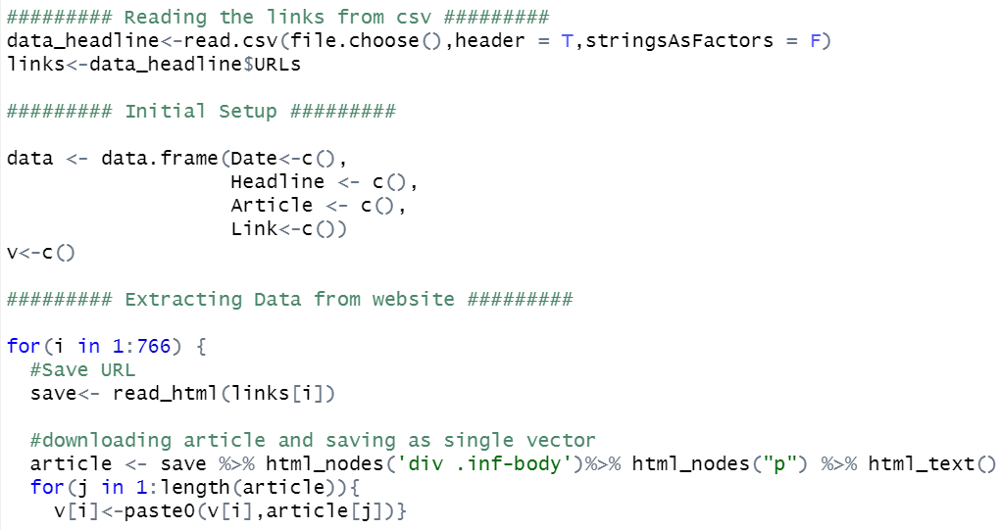 ######### Reading the links from csv #########
data_headline<-read.csv(file.choose(),header = T,stringsAsFactors = F)
links<-data_headline$URLs
######### Initial Setup #########
data <- data.frame(Date<-c(),
                   Headline <- c(),
                   Article <- c(),
                   Link<-c())
v<-c()
######### Extracting Data from website #########
for(i in 1:766) {
  #Save URL
  save<- read_html(links[i])
  #downloading article and saving as single vector
  article <- save %>% html_nodes('div .inf-body')%>% html_nodes("p") %>% html_text()
  for(j in 1:length(article)){
    v[i]<-paste0(v[i],article[j])}